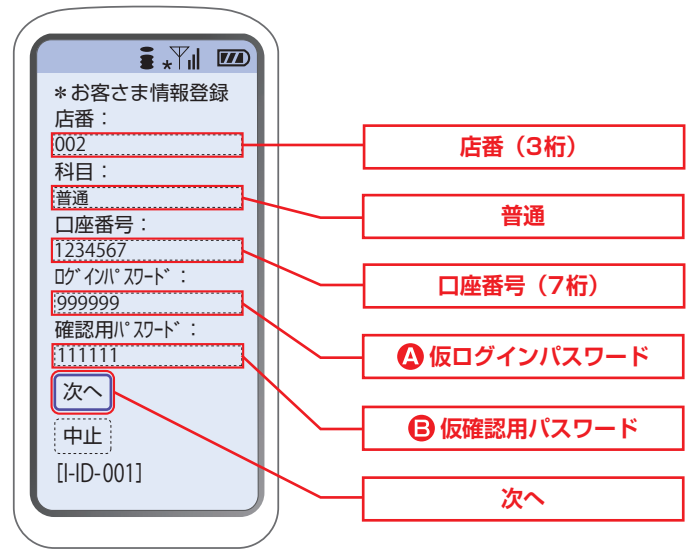 ＊お客さま情報登録
店番：
002
科目：
普通
口座番号：
1234567
ﾛｸﾞｲﾝﾊﾟｽﾜｰﾄﾞ：
999999
確認用ﾊﾟｽﾜｰﾄﾞ：
111111
次へ
中止
[I-ID-001]
店番（3桁）
普通
口座番号（7桁）
A 仮ログインパスワード
B 仮確認用パスワード
次へ